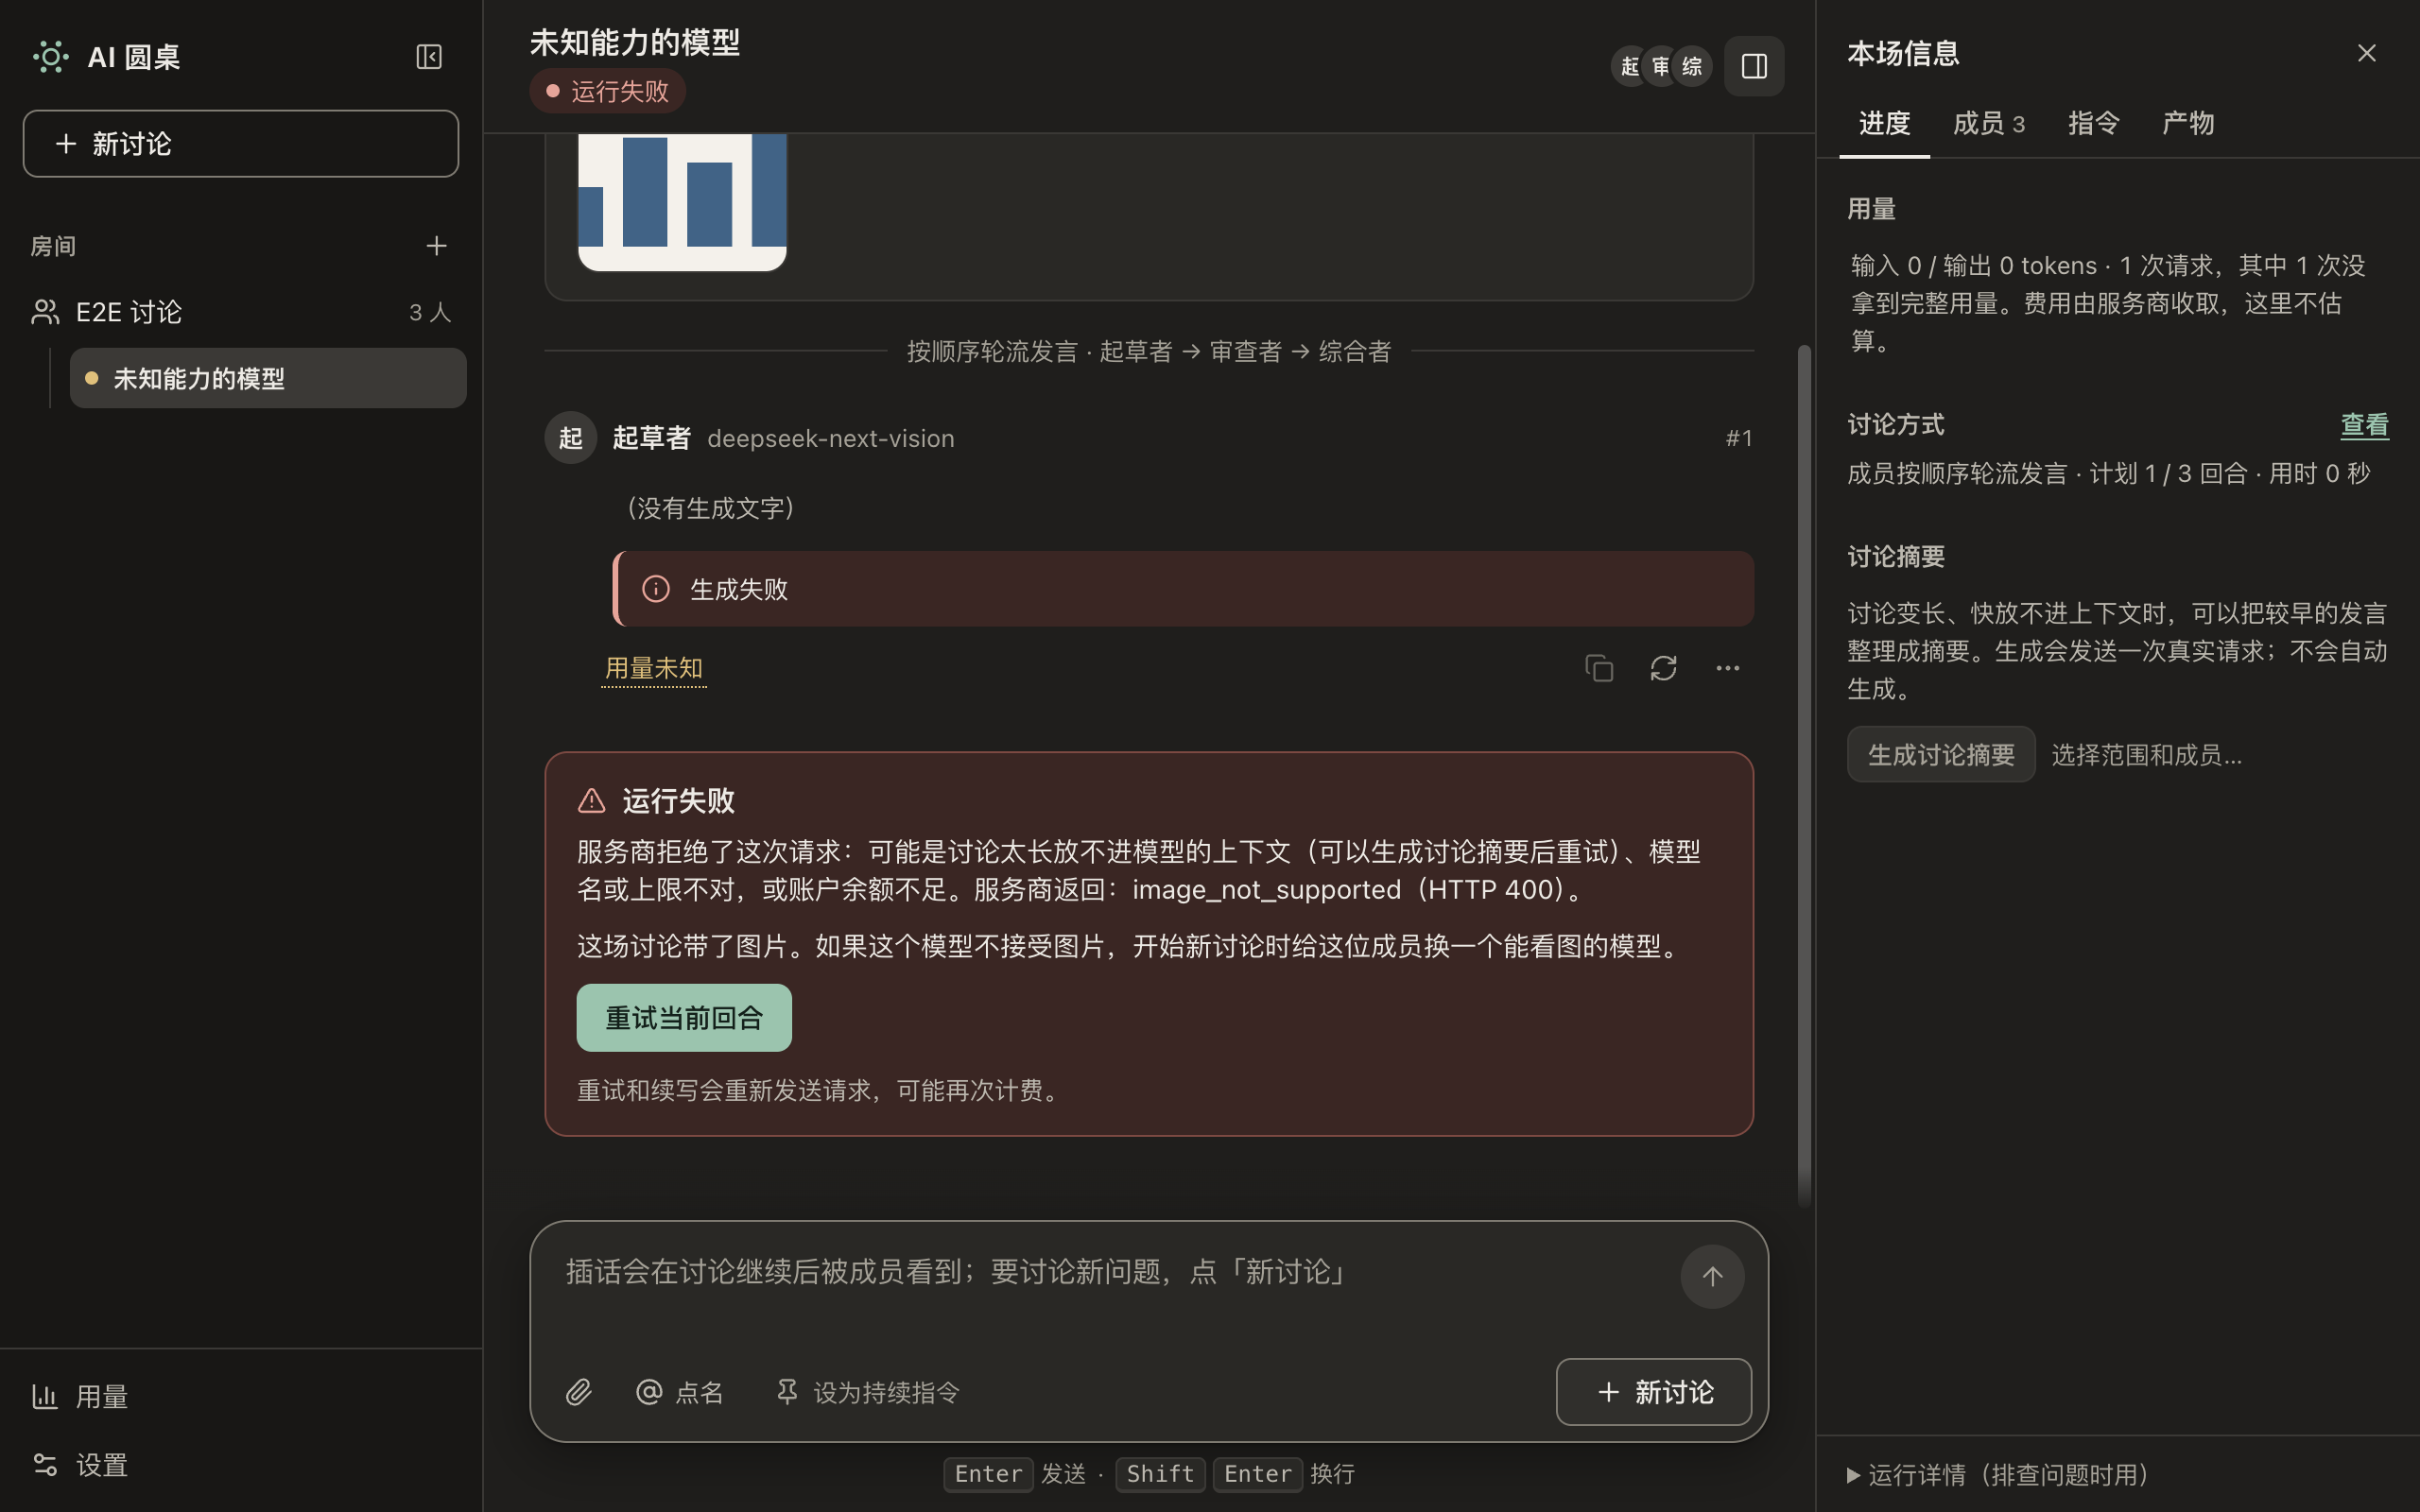 AI 圆桌
新讨论
房间
E2E 讨论
3 人
未知能力的模型
用量
设置
未知能力的模型
运行失败
起 审 综
按顺序轮流发言 · 起草者 → 审查者 → 综合者
起 起草者 deepseek-next-vision #1
（没有生成文字）
生成失败
用量未知
运行失败
服务商拒绝了这次请求：可能是讨论太长放不进模型的上下文（可以生成讨论摘要后重试）、模型
名或上限不对，或账户余额不足。服务商返回：image_not_supported（HTTP 400）。
这场讨论带了图片。如果这个模型不接受图片，开始新讨论时给这位成员换一个能看图的模型。
重试当前回合
重试和续写会重新发送请求，可能再次计费。
插话会在讨论继续后被成员看到；要讨论新问题，点「新讨论」
点名
设为持续指令
新讨论
Enter 发送 · Shift Enter 换行
本场信息
进度 成员 3 指令 产物
用量
输入 0 / 输出 0 tokens · 1 次请求，其中 1 次没
拿到完整用量。费用由服务商收取，这里不估
算。
讨论方式 查看
成员按顺序轮流发言 · 计划 1 / 3 回合 · 用时 0 秒
讨论摘要
讨论变长、快放不进上下文时，可以把较早的发言
整理成摘要。生成会发送一次真实请求；不会自动
生成。
生成讨论摘要 选择范围和成员...
运行详情（排查问题时用）